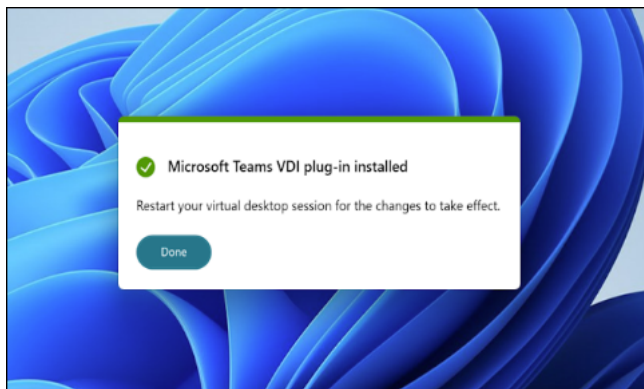 Microsoft Teams VDI plug-in installed
Restart your virtual desktop session for the changes to take effect.
Done